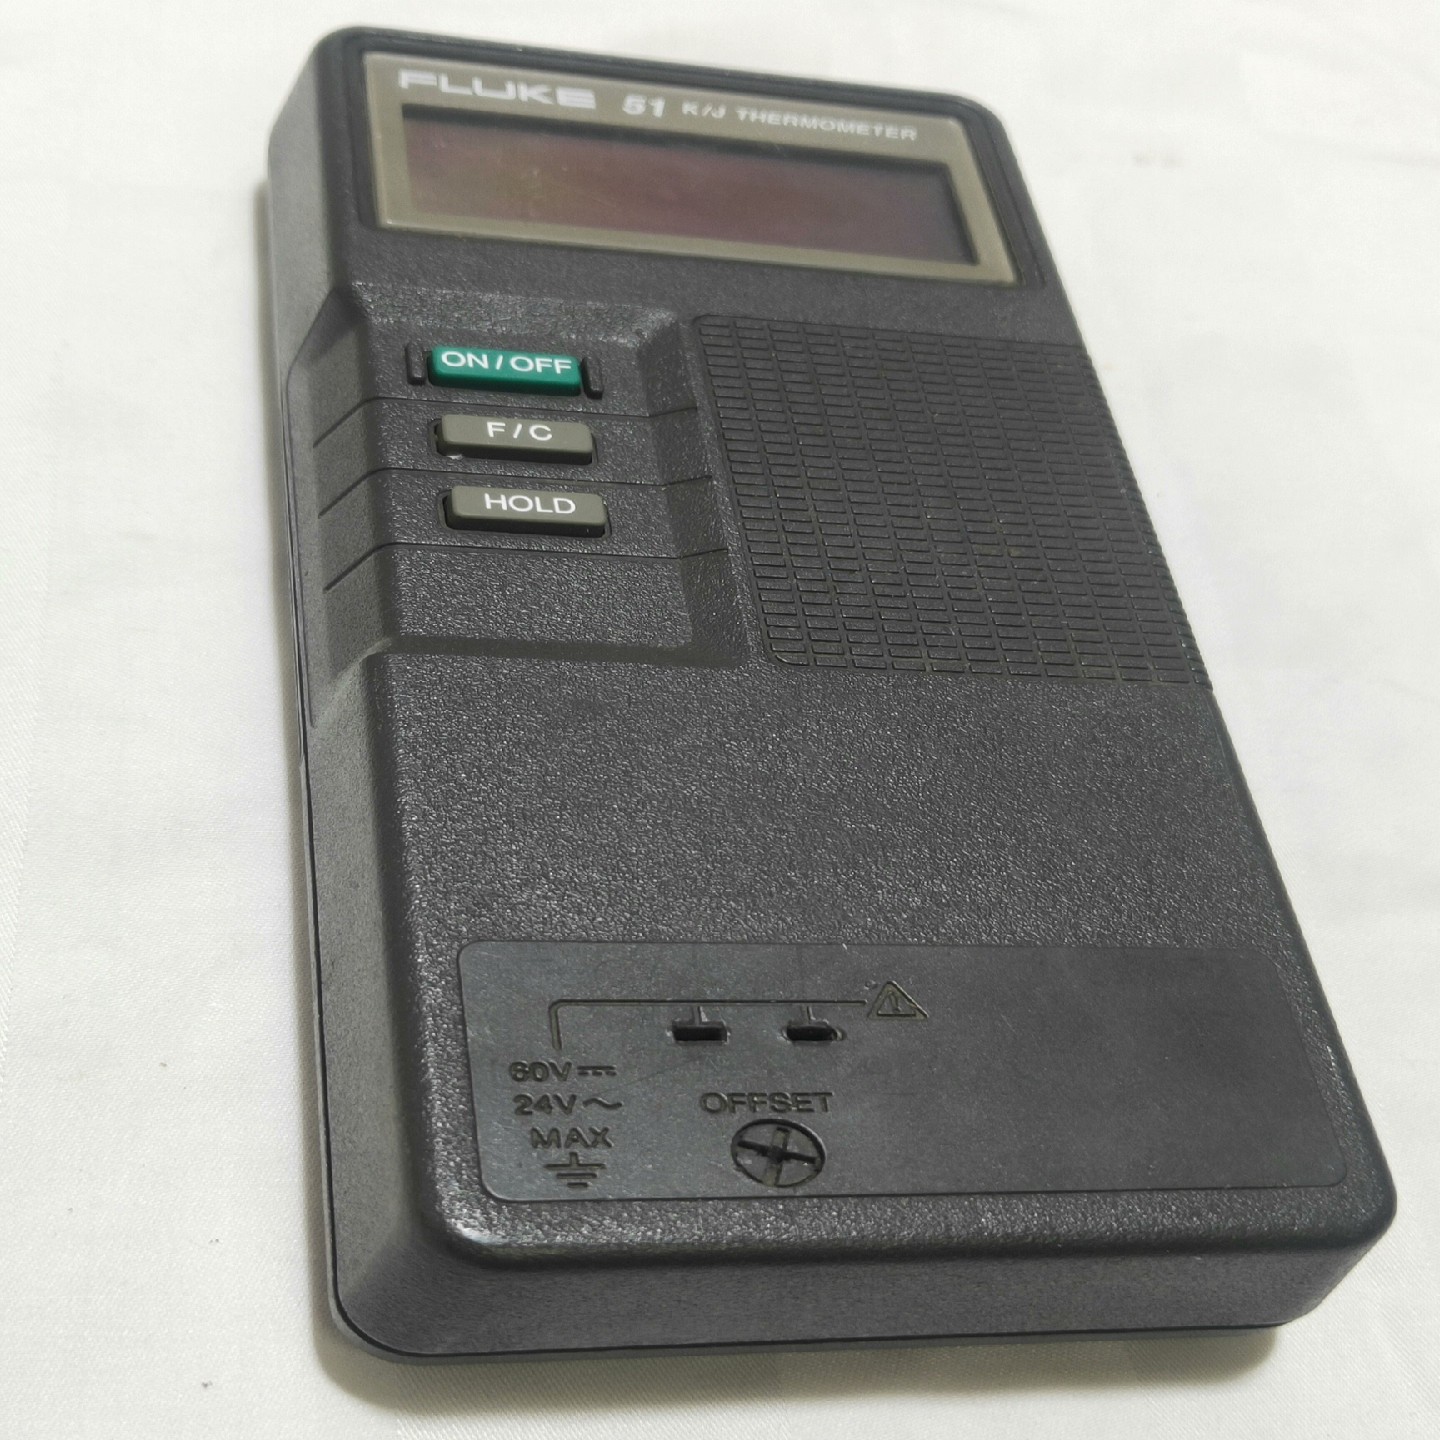 FLUKE 51 K/J THERMOMETER
ON/OFF
F/C
HOLD
60V⎓
24V～
MAX
OFFSET